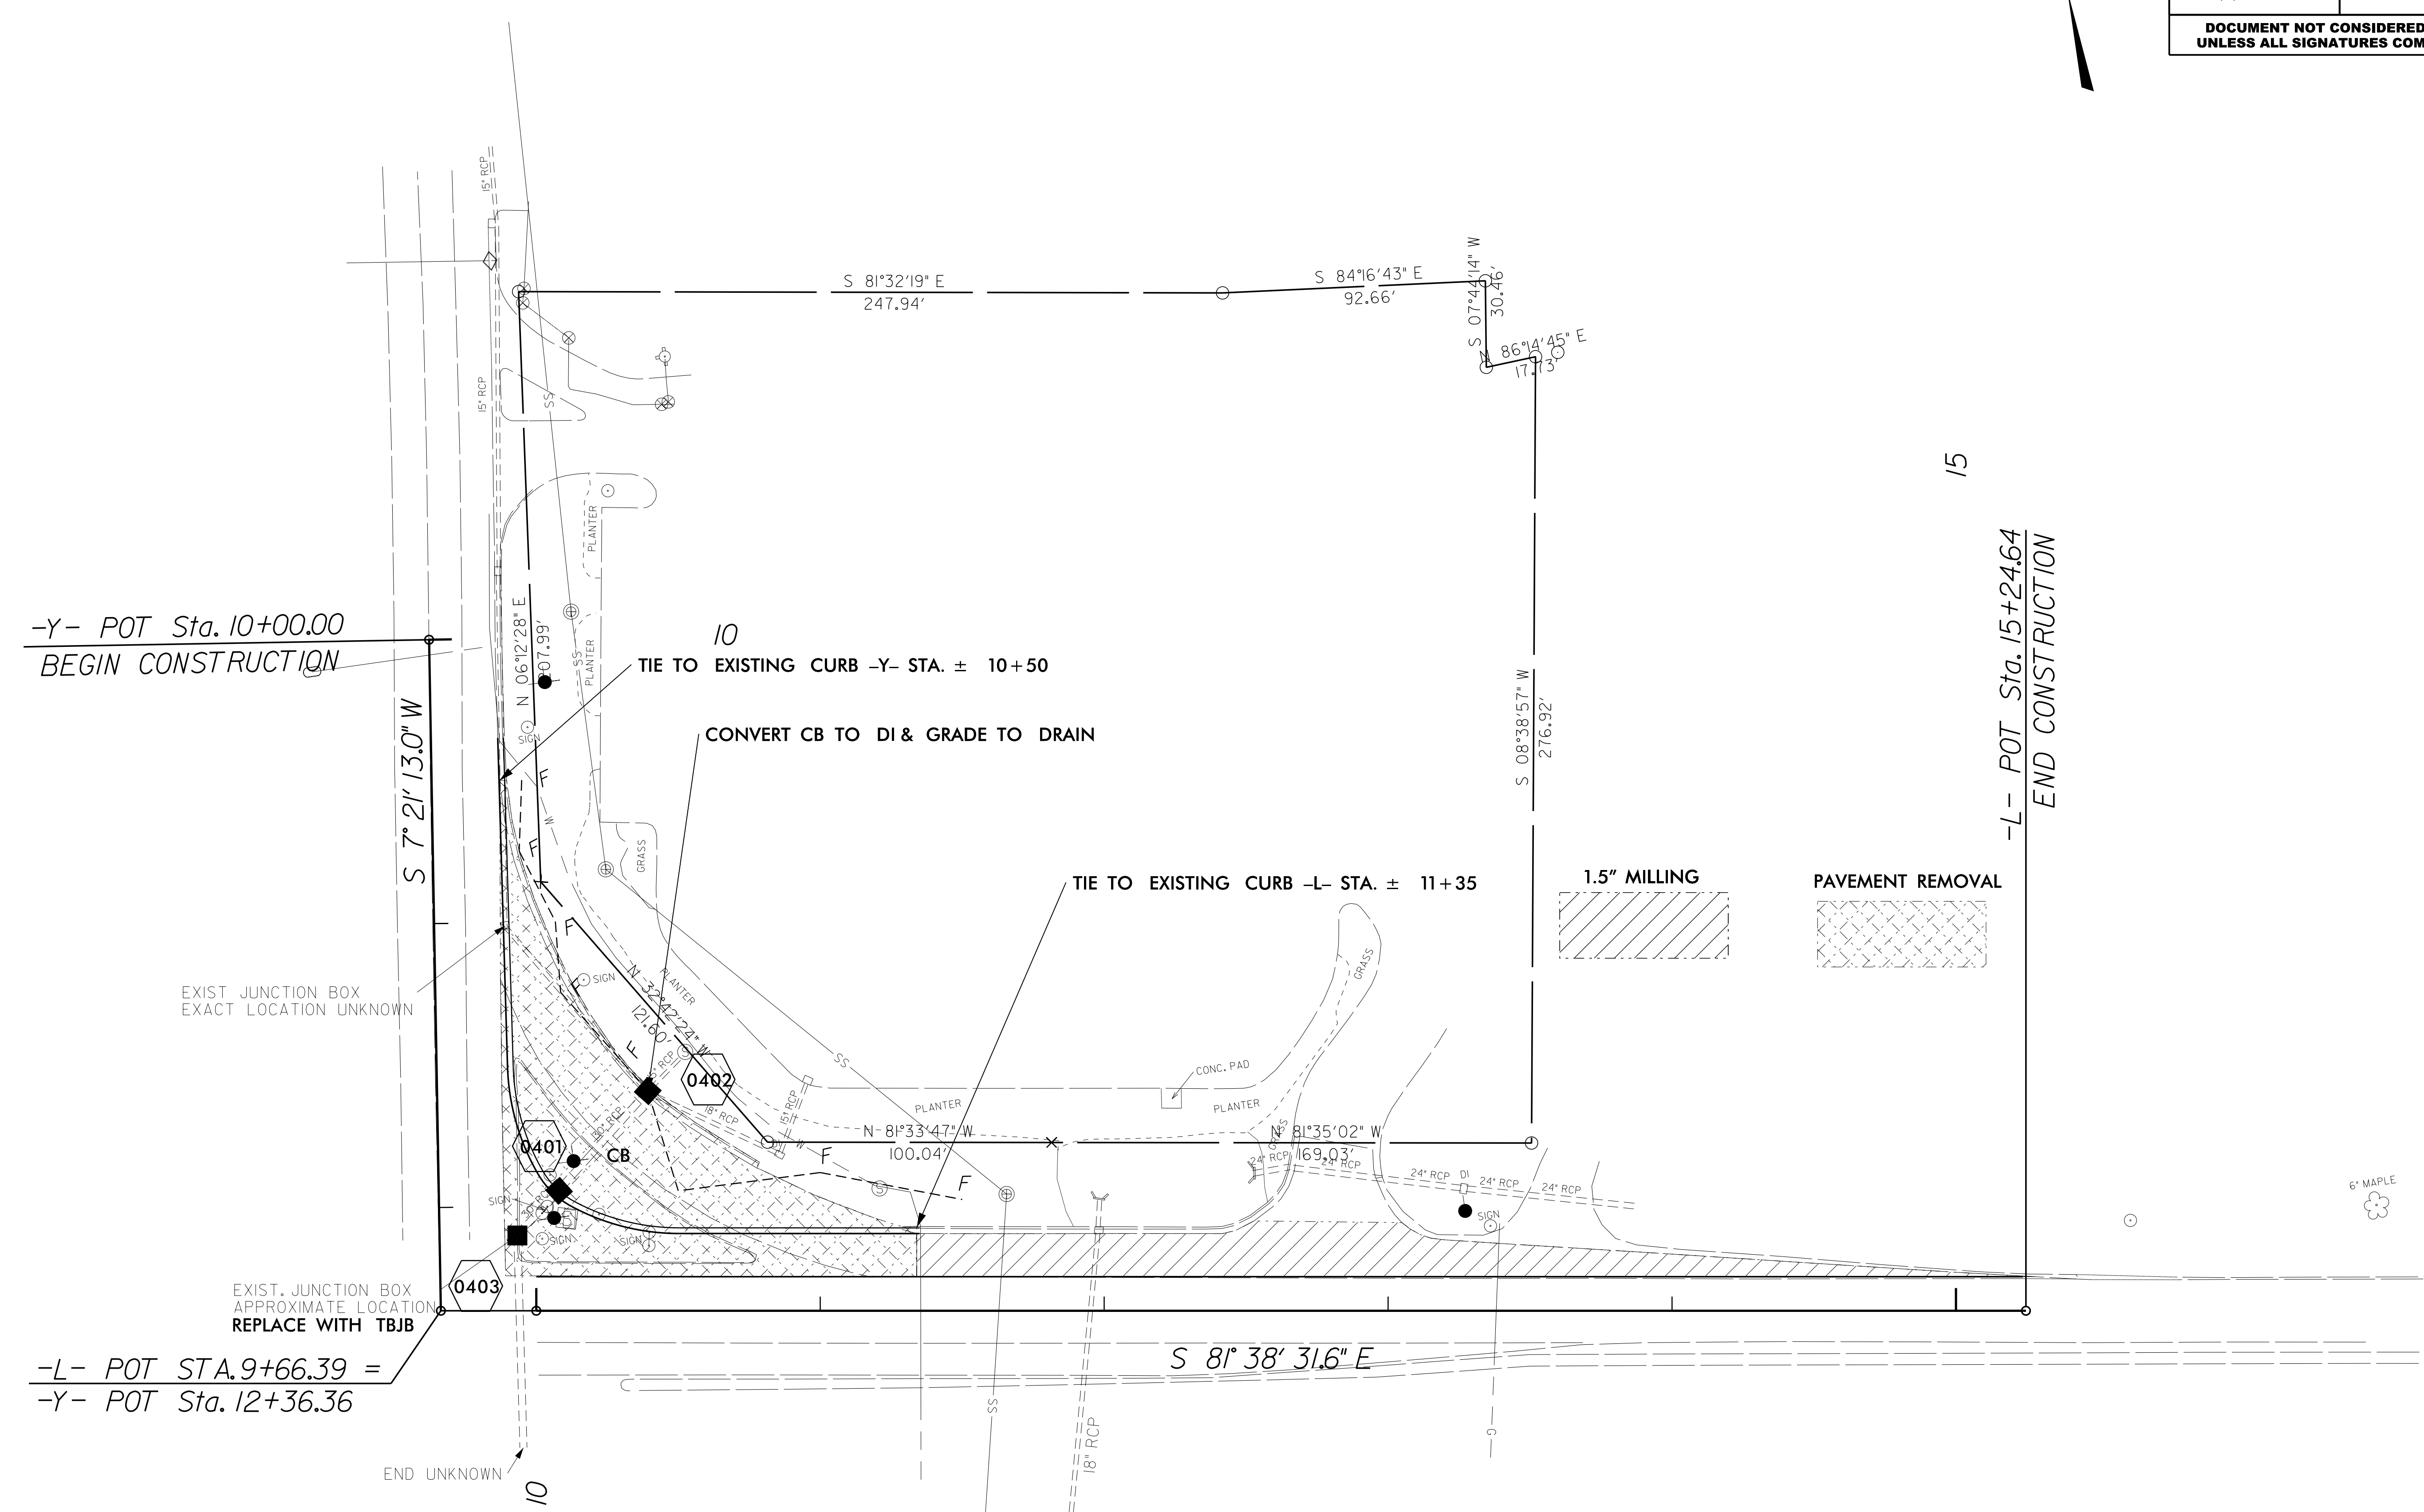 DOCUMENT NOT CONSIDERED
UNLESS ALL SIGNATURES COM
15" RCP
15" RCP
S 81°32'19" E
247.94'
S 84°16'43" E
92.66'
S 07°44'14" W
30.46'
N 86°14'45" E
17.73'
SS
PLANTER
15
-L- POT Sta. 15+24.64
END CONSTRUCTION
-Y- POT Sta. 10+00.00
BEGIN CONSTRUCTION
N 06°12'28" E
207.99'
SS
PLANTER
10
TIE TO EXISTING CURB -Y- STA. ± 10+50
SIGN
CONVERT CB TO DI & GRADE TO DRAIN
S 08°38'57" W
276.92'
S 7° 21' 13.0" W
F
W
F
GRASS
TIE TO EXISTING CURB -L- STA. ± 11+35
1.5" MILLING
PAVEMENT REMOVAL
F
GRASS
SIGN
F
PLANTER
N 32°42'24" W
121.60'
EXIST JUNCTION BOX
EXACT LOCATION UNKNOWN
F
SS
CONC. PAD
0402
15" RCP
18" RCP
PLANTER
PLANTER
30" RCP
0401
CB
W
N 81°33'47" W
100.04'
N 81°35'02" W
169.03'
GRASS
F
F
S
S
24" RCP
24" RCP
24" RCP
DI
24" RCP
24" RCP
SIGN
6" MAPLE
SIGN
SIGN
SIGN
0403
EXIST. JUNCTION BOX
APPROXIMATE LOCATION
REPLACE WITH TBJB
-L- POT STA. 9+66.39 =
-Y- POT Sta. 12+36.36
S 81° 38' 31.6" E
SS
18" RCP
G
END UNKNOWN
10